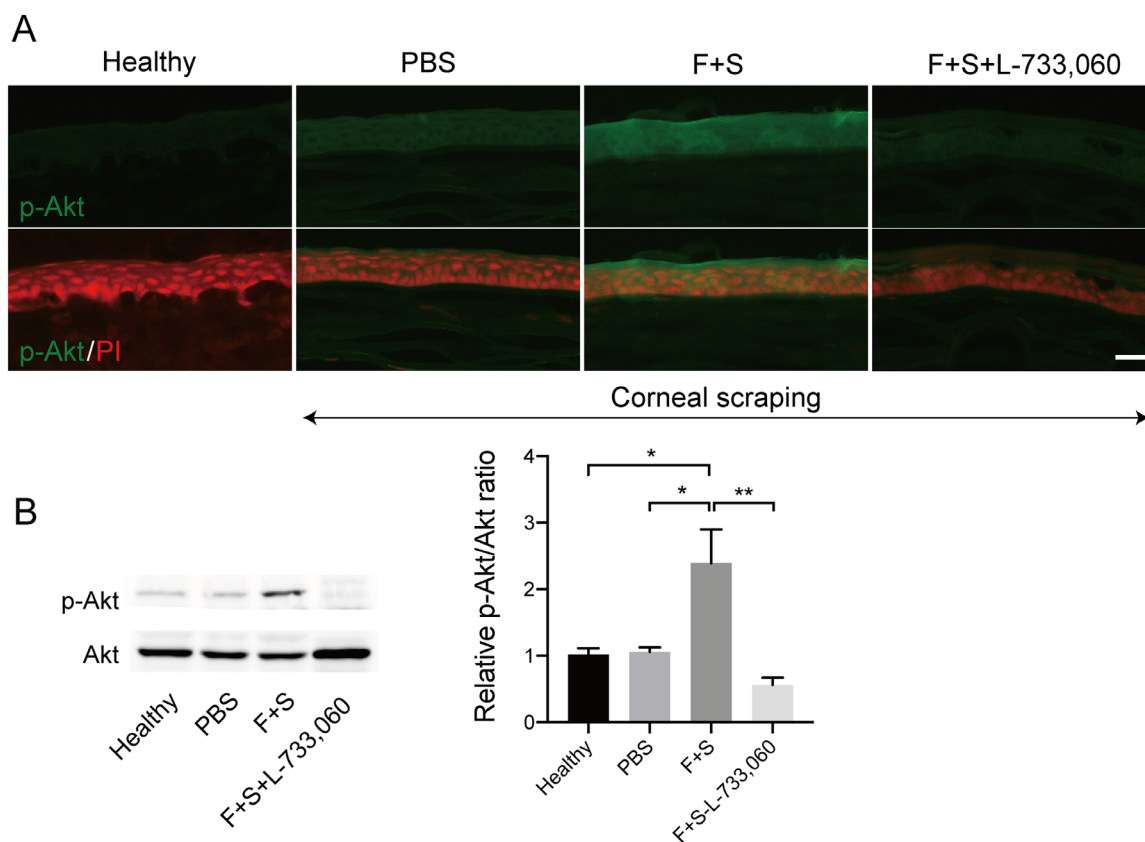 A
Healthy
PBS
F+S
F+S+L-733,060
p-Akt
p-Akt/PI
Corneal scraping
B
p-Akt
Akt
Healthy
PBS
F+S
F+S+L-733,060
Relative p-Akt/Akt ratio
4
3
2
1
0
*
*
**
Healthy
PBS
F+S
F+S-L-733,060